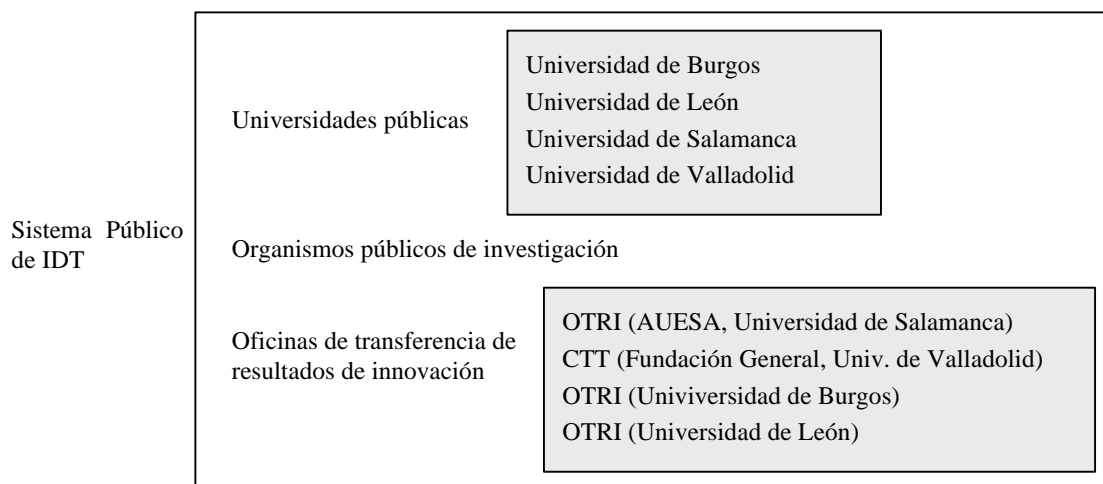 Universidad de Burgos
Universidad de León
Universidades públicas
Universidad de Salamanca
Universidad de Valladolid
Sistema Público
de IDT
Organismos públicos de investigación
Oficinas de transferencia de
resultados de innovación
OTRI (AUESA, Universidad de Salamanca)
CTT (Fundación General, Univ. de Valladolid)
OTRI (Univiversidad de Burgos)
OTRI (Universidad de León)